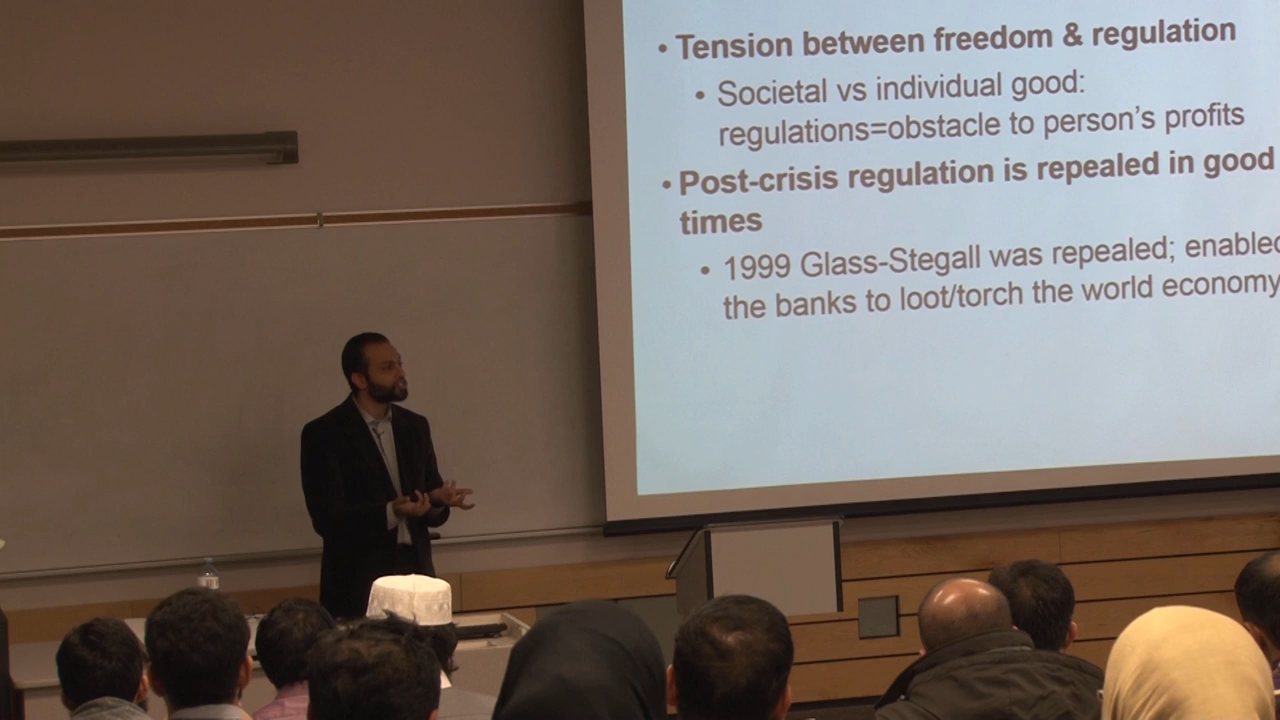 • Tension between freedom & regulation
• Societal vs individual good:
regulations=obstacle to person's profits
• Post-crisis regulation is repealed in good
times
• 1999 Glass-Stegall was repealed; enabled
the banks to loot/torch the world economy